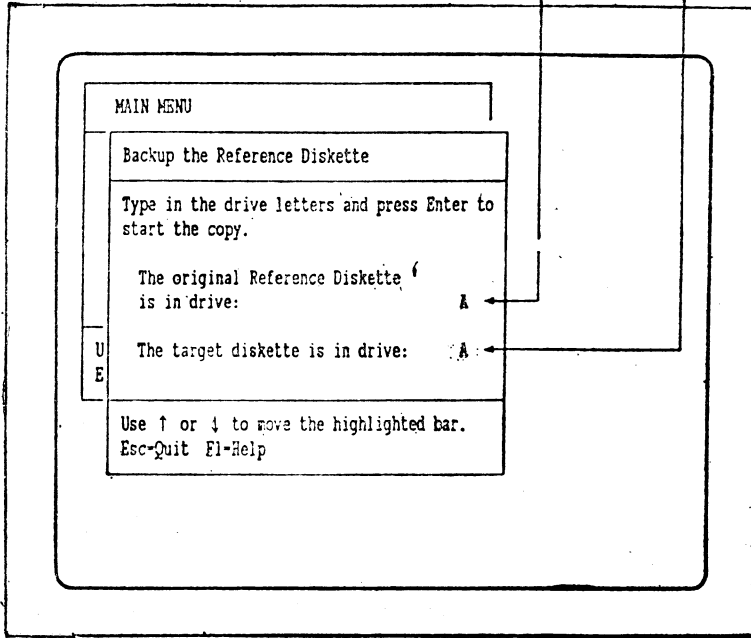 MAIN MENU
Backup the Reference Diskette
Type in the drive letters and press Enter to
start the copy.
The original Reference Diskette
is in drive: A
The target diskette is in drive: A
U
E
Use ↑ or ↓ to move the highlighted bar.
Esc=Quit F1=Help